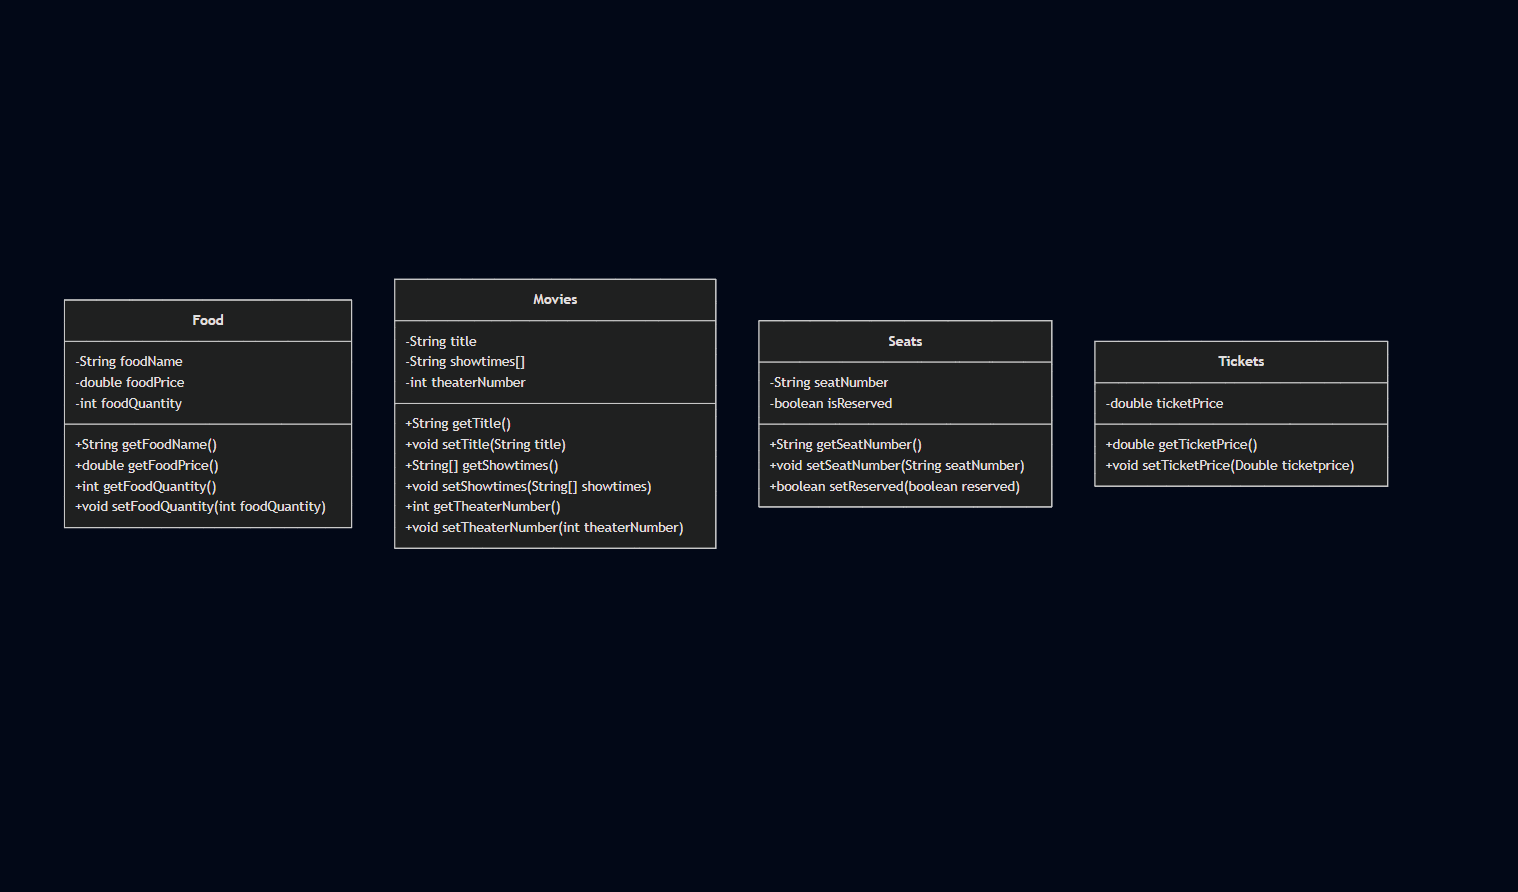 Food
-String foodName
-double foodPrice
-int foodQuantity
+String getFoodName()
+double getFoodPrice()
+int getFoodQuantity()
+void setFoodQuantity(int foodQuantity)
Movies
-String title
-String showtimes[]
-int theaterNumber
+String getTitle()
+void setTitle(String title)
+String[] getShowtimes()
+void setShowtimes(String[] showtimes)
+int getTheaterNumber()
+void setTheaterNumber(int theaterNumber)
Seats
-String seatNumber
-boolean isReserved
+String getSeatNumber()
+void setSeatNumber(String seatNumber)
+boolean setReserved(boolean reserved)
Tickets
-double ticketPrice
+double getTicketPrice()
+void setTicketPrice(Double ticketprice)